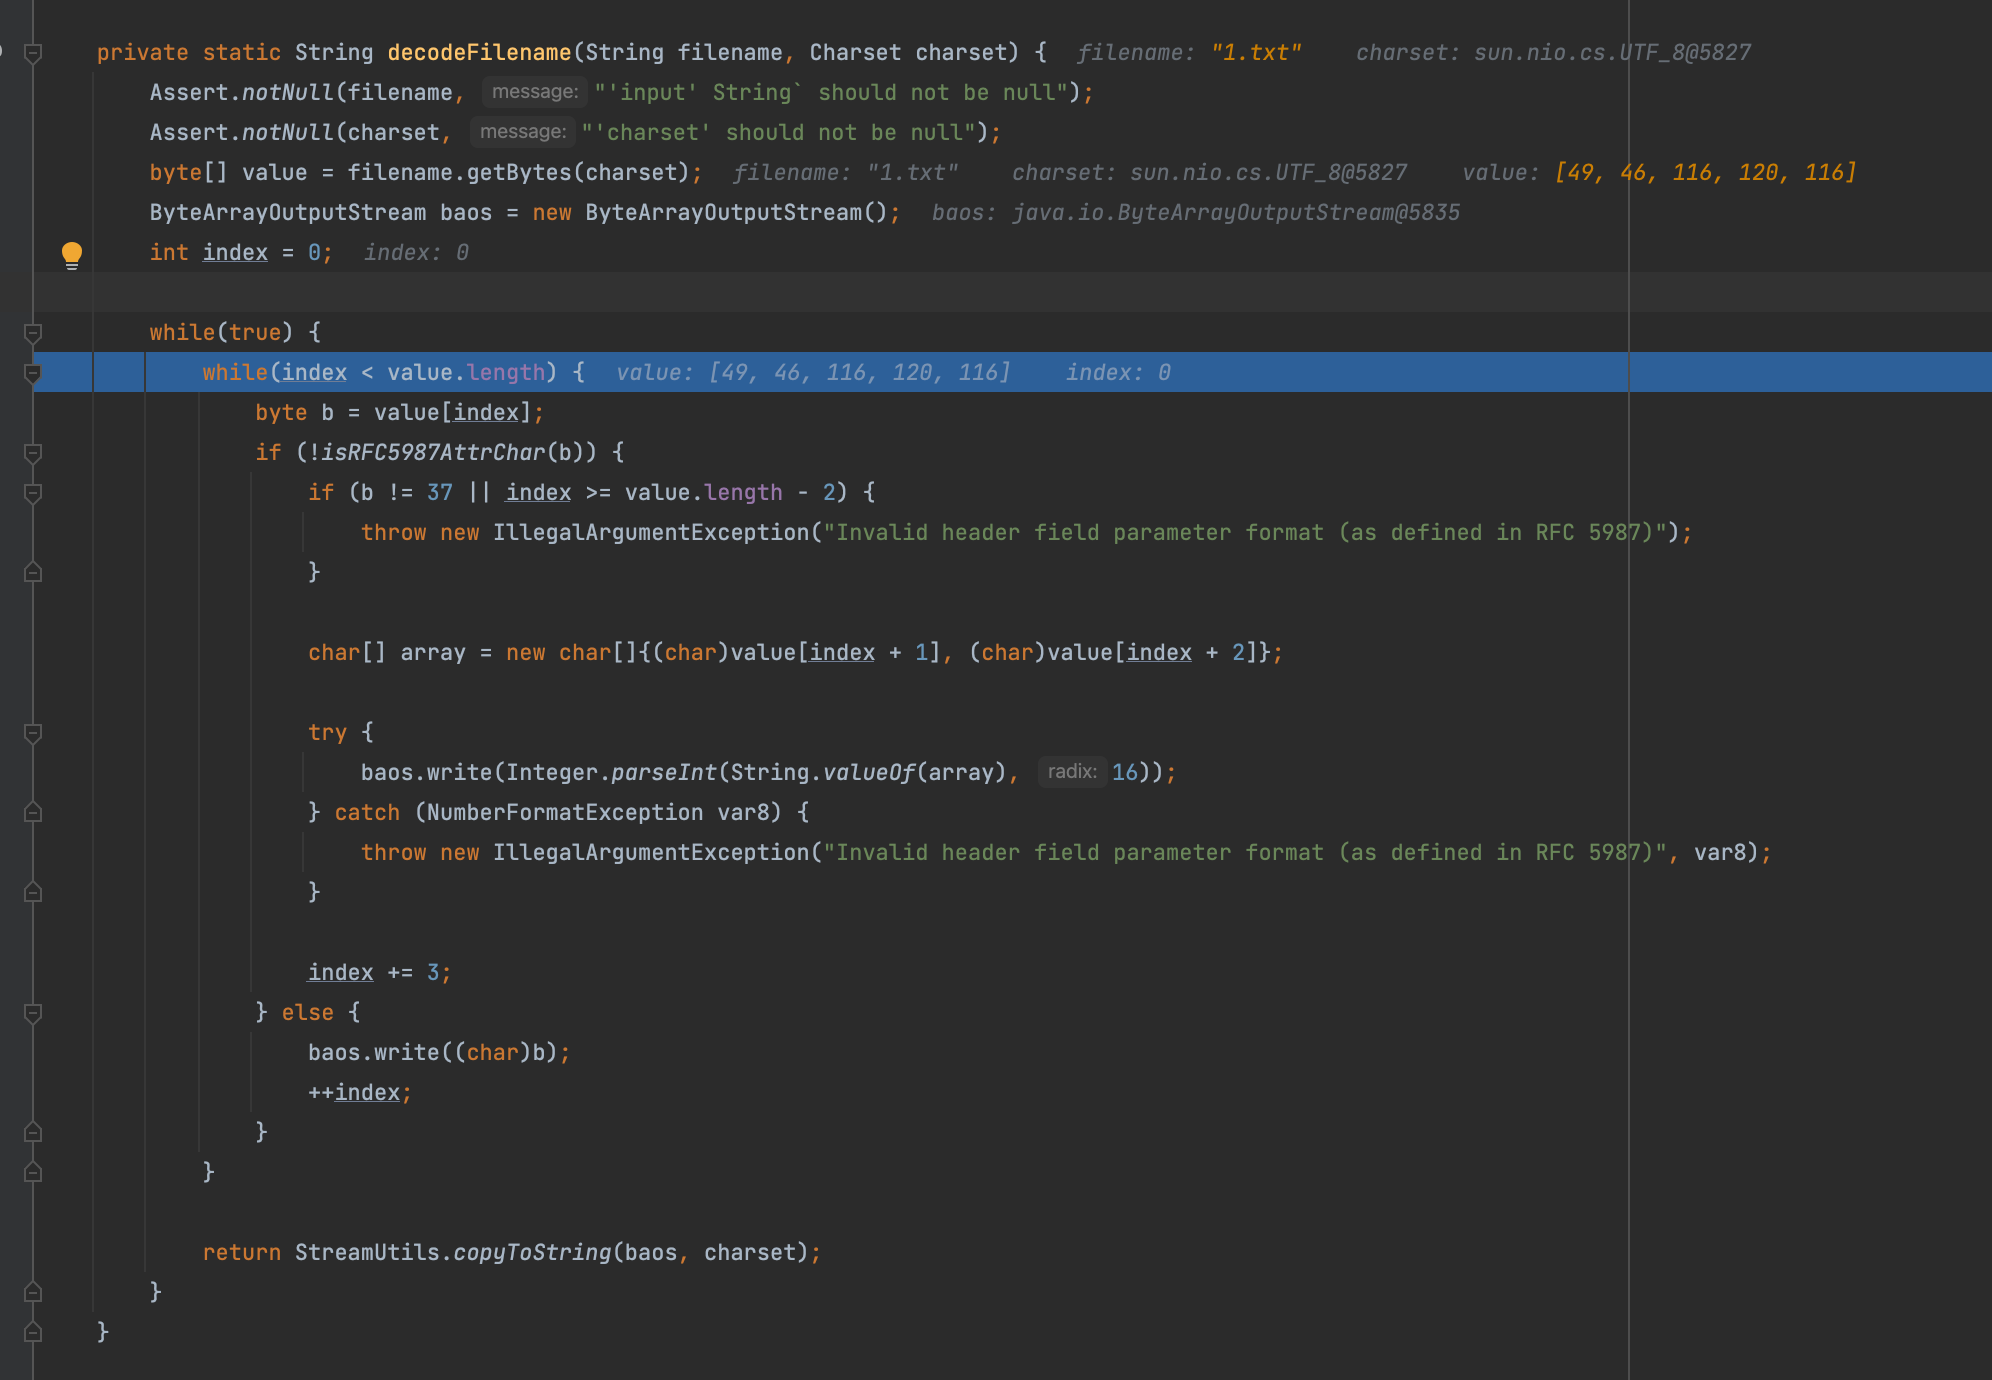 private static String decodeFilename(String filename, Charset charset) {  filename: "1.txt"    charset: sun.nio.cs.UTF_8@5827
Assert.notNull(filename, message: "'input' String` should not be null");
Assert.notNull(charset, message: "'charset' should not be null");
byte[] value = filename.getBytes(charset);  filename: "1.txt"    charset: sun.nio.cs.UTF_8@5827    value: [49, 46, 116, 120, 116]
ByteArrayOutputStream baos = new ByteArrayOutputStream();  baos: java.io.ByteArrayOutputStream@5835
int index = 0;  index: 0
while(true) {
while(index < value.length) {  value: [49, 46, 116, 120, 116]    index: 0
byte b = value[index];
if (!isRFC5987AttrChar(b)) {
if (b != 37 || index >= value.length - 2) {
throw new IllegalArgumentException("Invalid header field parameter format (as defined in RFC 5987)");
}
char[] array = new char[]{(char)value[index + 1], (char)value[index + 2]};
try {
baos.write(Integer.parseInt(String.valueOf(array), radix: 16));
} catch (NumberFormatException var8) {
throw new IllegalArgumentException("Invalid header field parameter format (as defined in RFC 5987)", var8);
}
index += 3;
} else {
baos.write((char)b);
++index;
}
}
return StreamUtils.copyToString(baos, charset);
}
}